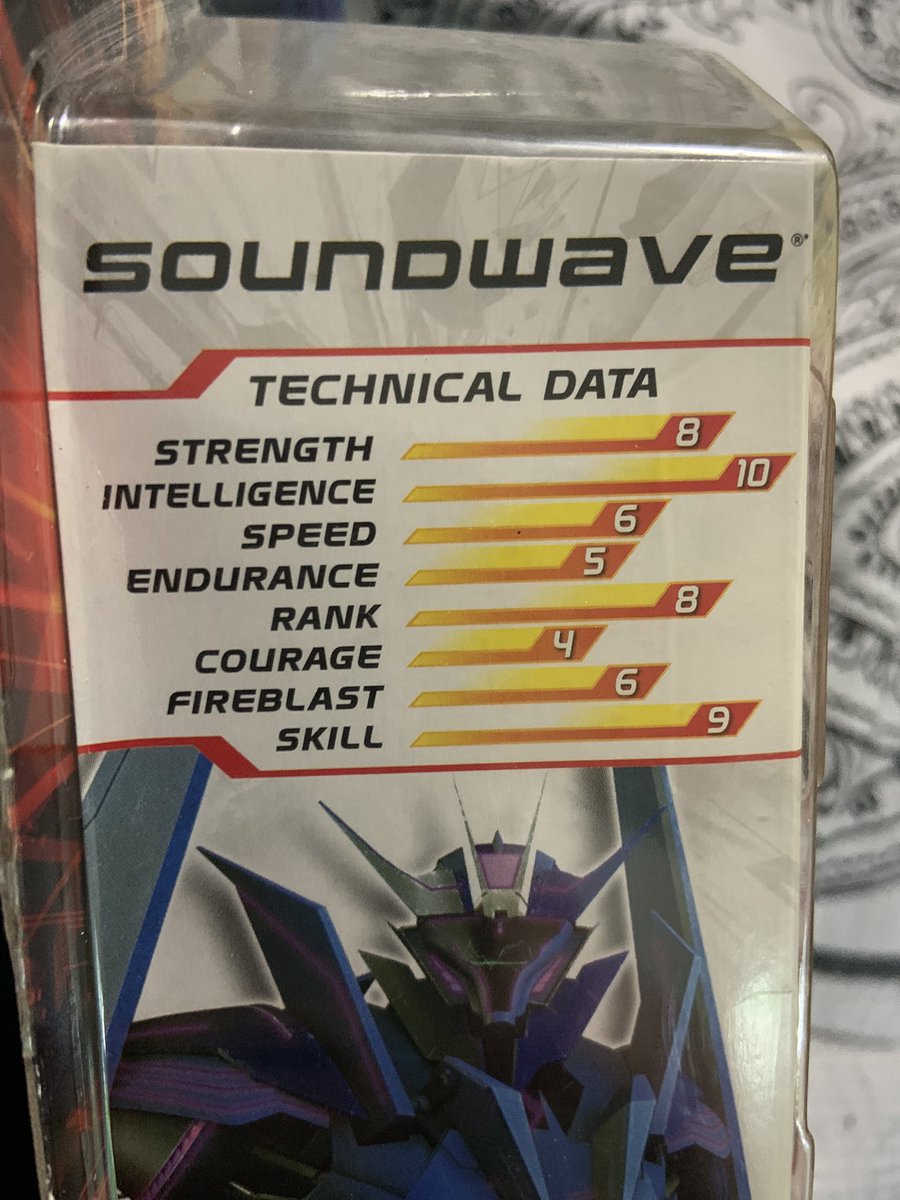 SOUNDWAVE®*
TECHNICAL DATA
STRENGTH 8
INTELLIGENCE 10
SPEED 6
ENDURANCE 5
RANK 8
COURAGE 4
FIREBLAST 6
SKILL 9